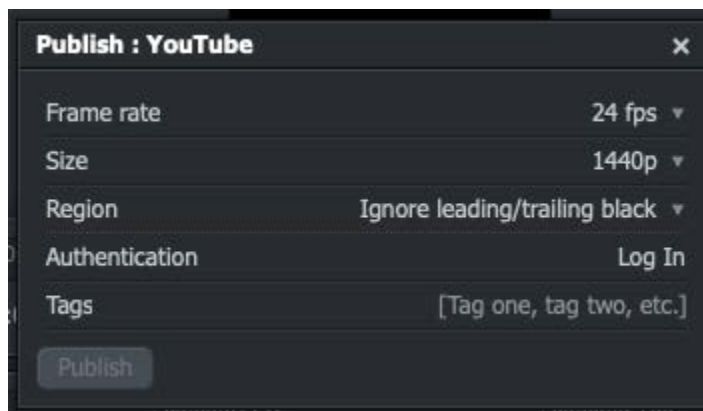 Publish : YouTube ×
Frame rate 24 fps
Size 1440p
Region Ignore leading/trailing black
Authentication Log In
Tags [Tag one, tag two, etc.]
Publish